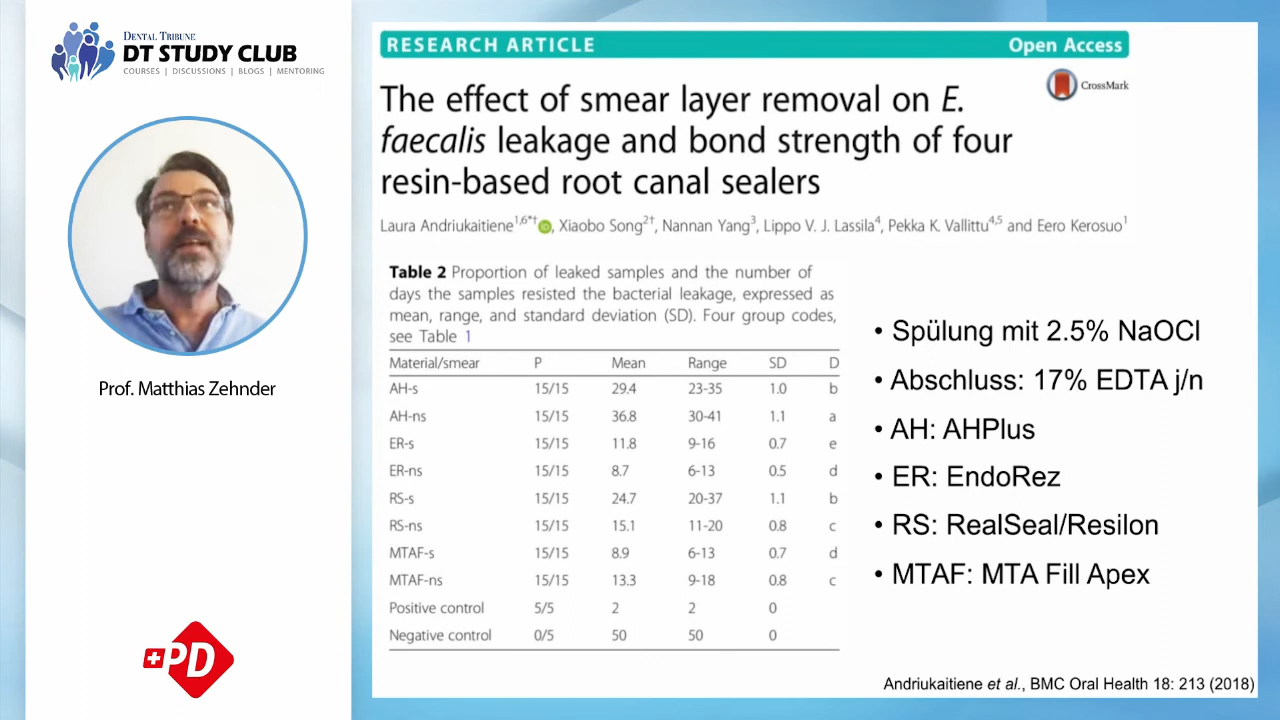 DENTAL TRIBUNE
DT STUDY CLUB
COURSES | DISCUSSIONS | BLOGS | MENTORING
Prof. Matthias Zehnder
+PD
RESEARCH ARTICLE Open Access
CrossMark
The effect of smear layer removal on E.
faecalis leakage and bond strength of four
resin-based root canal sealers
Laura Andriukaitiene1,6*†, Xiaobo Song2†, Nannan Yang3, Lippo V. J. Lassila4, Pekka K. Vallittu4,5 and Eero Kerosuo1
Table 2 Proportion of leaked samples and the number of
days the samples resisted the bacterial leakage, expressed as
mean, range, and standard deviation (SD). Four group codes,
see Table 1
Material/smear P Mean Range SD D
AH-s 15/15 29.4 23-35 1.0 b
AH-ns 15/15 36.8 30-41 1.1 a
ER-s 15/15 11.8 9-16 0.7 e
ER-ns 15/15 8.7 6-13 0.5 d
RS-s 15/15 24.7 20-37 1.1 b
RS-ns 15/15 15.1 11-20 0.8 c
MTAF-s 15/15 8.9 6-13 0.7 d
MTAF-ns 15/15 13.3 9-18 0.8 c
Positive control 5/5 2 2 0
Negative control 0/5 50 50 0
• Spülung mit 2.5% NaOCl
• Abschluss: 17% EDTA j/n
• AH: AHPlus
• ER: EndoRez
• RS: RealSeal/Resilon
• MTAF: MTA Fill Apex
Andriukaitiene et al., BMC Oral Health 18: 213 (2018)